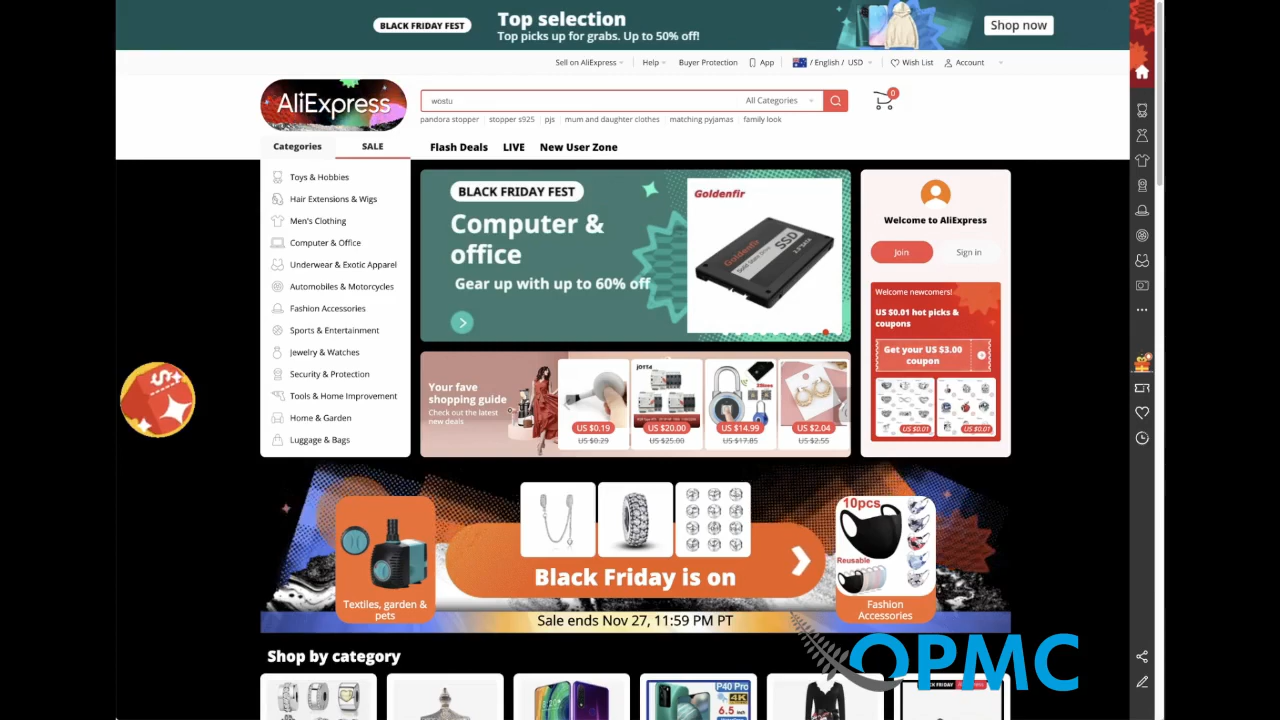 BLACK FRIDAY FEST
Top selection
Top picks up for grabs. Up to 50% off!
Shop now
Sell on AliExpress
Help
Buyer Protection
App
/ English / USD
Wish List
Account
AliExpress
wostu
All Categories
0
pandora stopper
stopper s925
pjs
mum and daughter clothes
matching pyjamas
family look
Categories
SALE
Flash Deals
LIVE
New User Zone
Toys & Hobbies
Hair Extensions & Wigs
Men's Clothing
Computer & Office
Underwear & Exotic Apparel
Automobiles & Motorcycles
Fashion Accessories
Sports & Entertainment
Jewelry & Watches
Security & Protection
Tools & Home Improvement
Home & Garden
Luggage & Bags
BLACK FRIDAY FEST
Computer &
office
Gear up with up to 60% off
Goldenfir
Goldenfir
SSD
Solid State Drive
Welcome to AliExpress
Join
Sign in
Welcome newcomers!
US $0.01 hot picks &
coupons
Get your US $3.00
coupon
US $0.01
US $0.01
Your fave
shopping guide
Check out the latest
new deals
US $0.19
US $0.29
US $20.00
US $25.00
US $14.99
US $17.85
US $2.04
US $2.55
Textiles, garden &
pets
Black Friday is on
10pcs
Reusable
Fashion
Accessories
Sale ends Nov 27, 11:59 PM PT
OPMC
Shop by category
P40 Pro
4K
6.5
BLACK FRIDAY